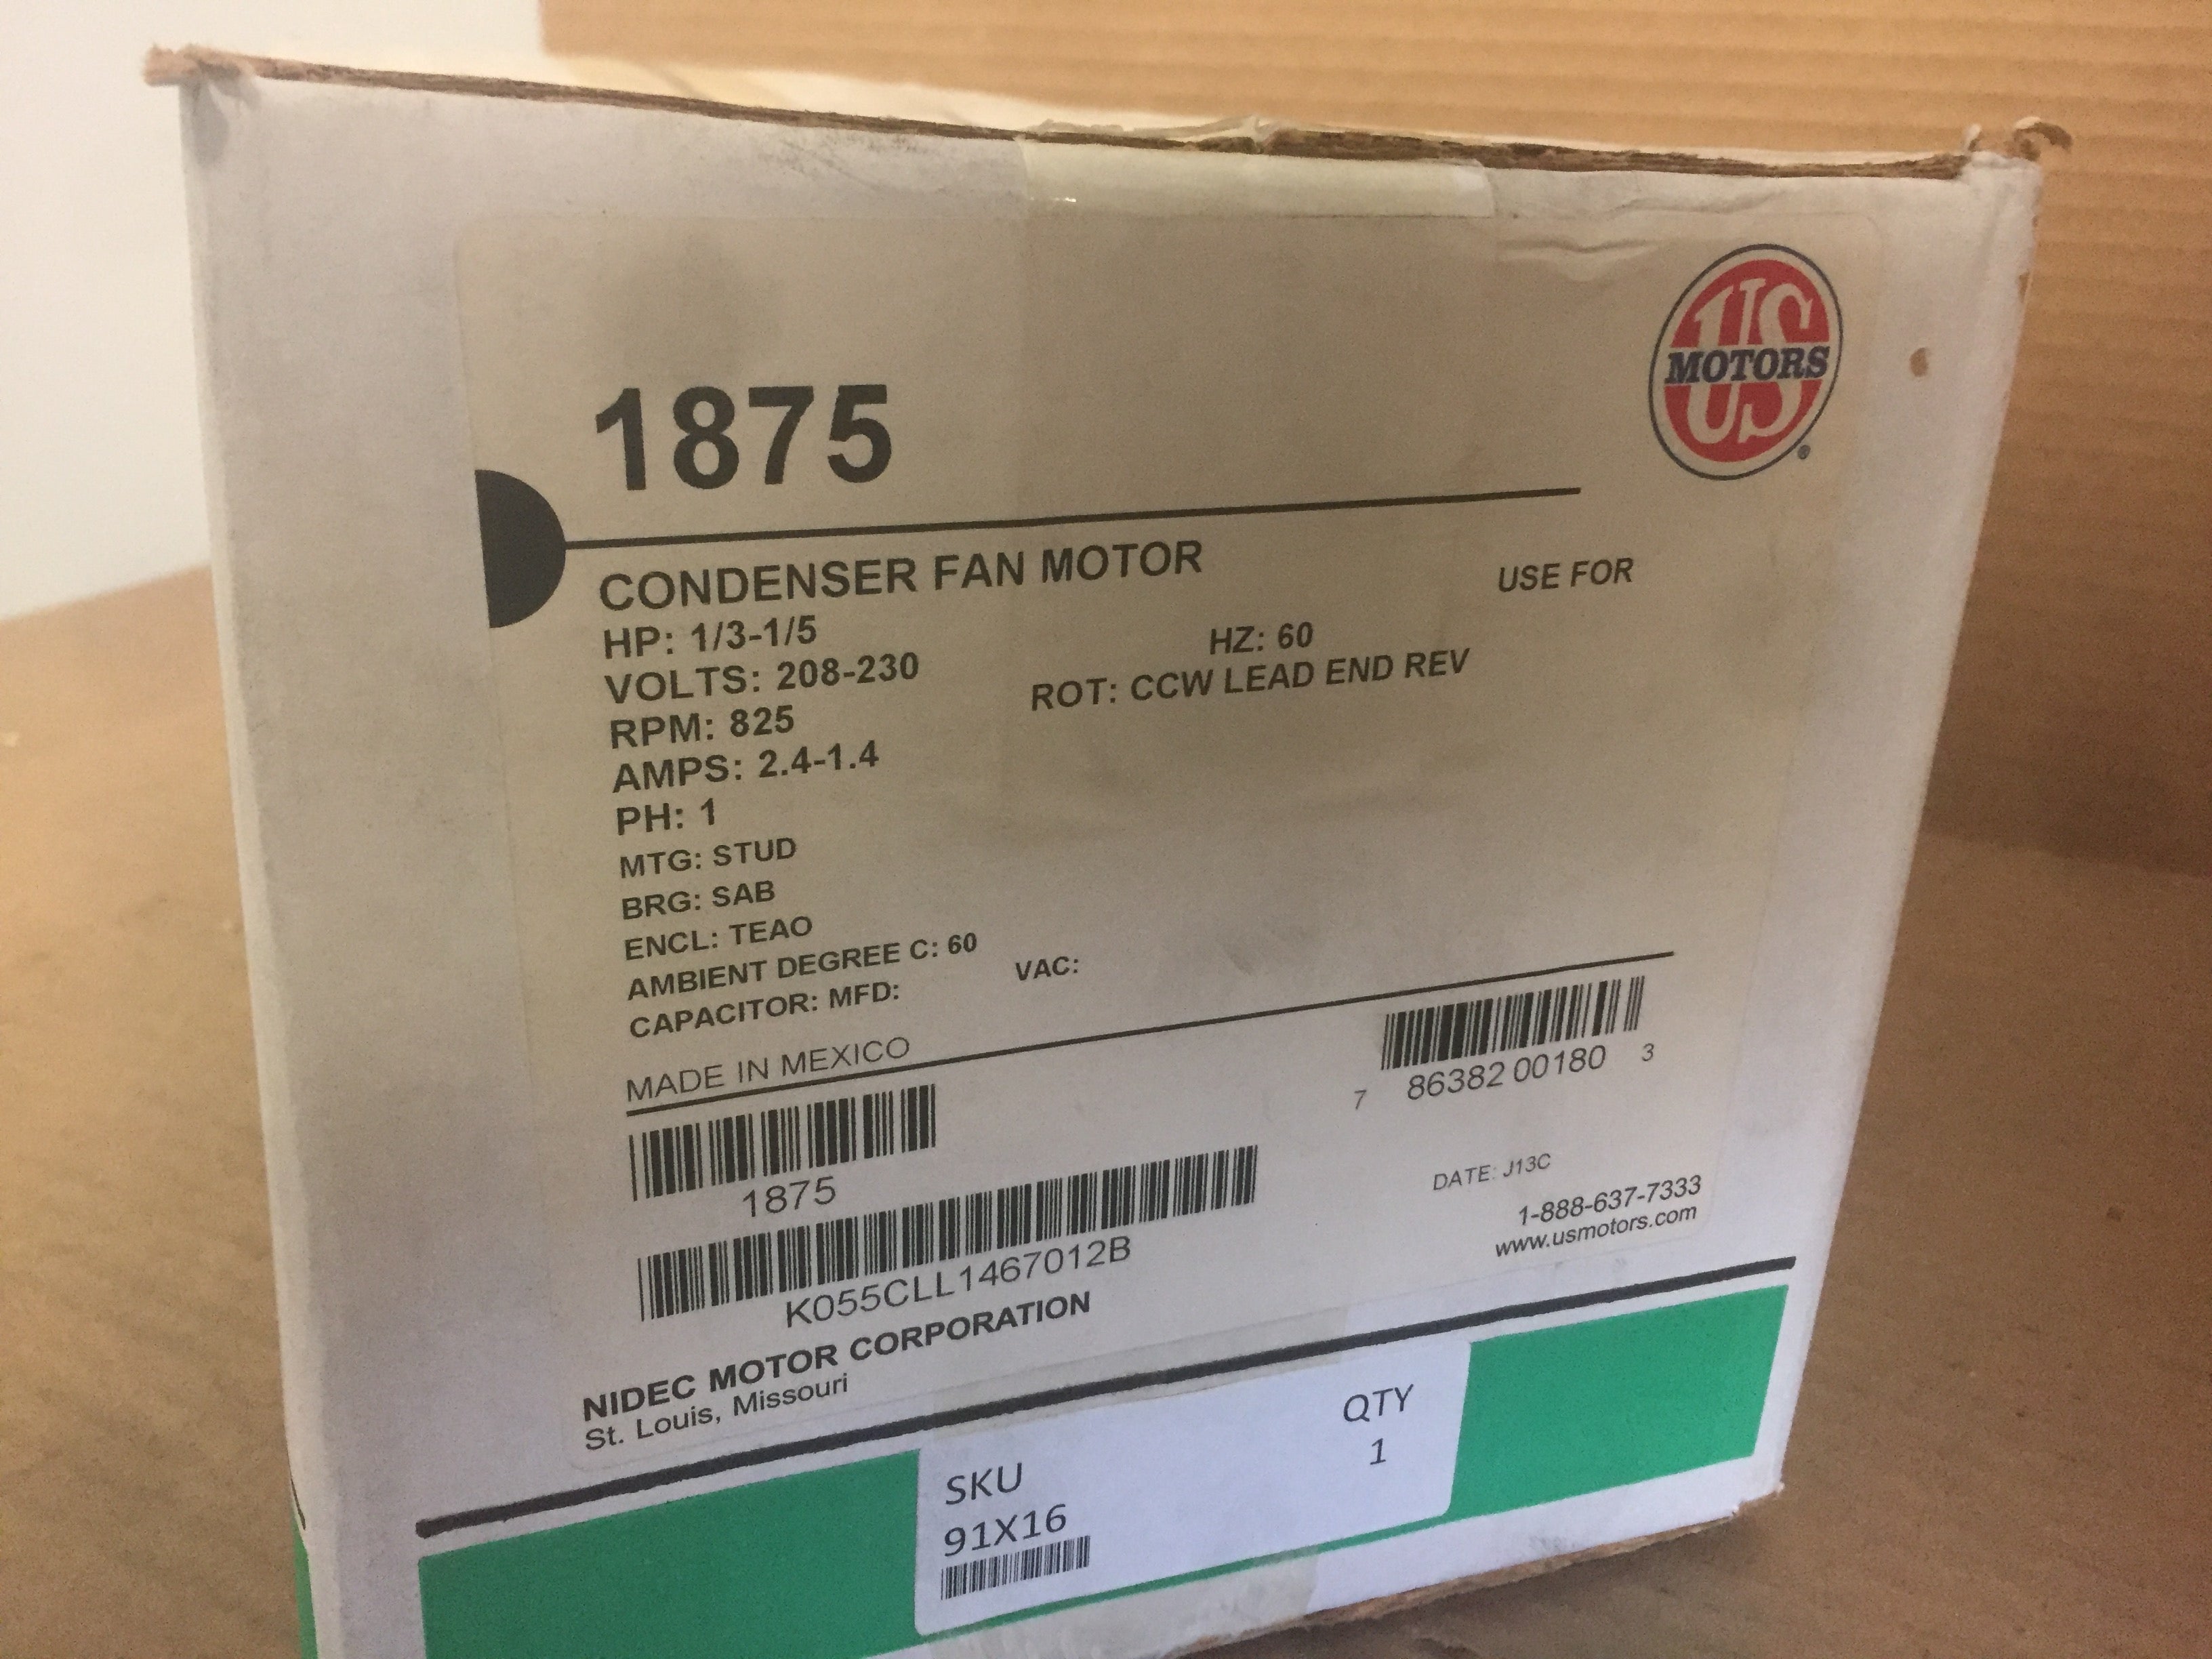 1875
US
MOTORS
®
CONDENSER FAN MOTOR
USE FOR
HP: 1/3-1/5
HZ: 60
VOLTS: 208-230
ROT: CCW LEAD END REV
RPM: 825
AMPS: 2.4-1.4
PH: 1
MTG: STUD
BRG: SAB
ENCL: TEAO
AMBIENT DEGREE C: 60
CAPACITOR: MFD:
VAC:
MADE IN MEXICO
7 86382 00180 3
1875
DATE: J13C
K055CLL1467012B
1-888-637-7333
www.usmotors.com
NIDEC MOTOR CORPORATION
St. Louis, Missouri
SKU
QTY
91X16
1